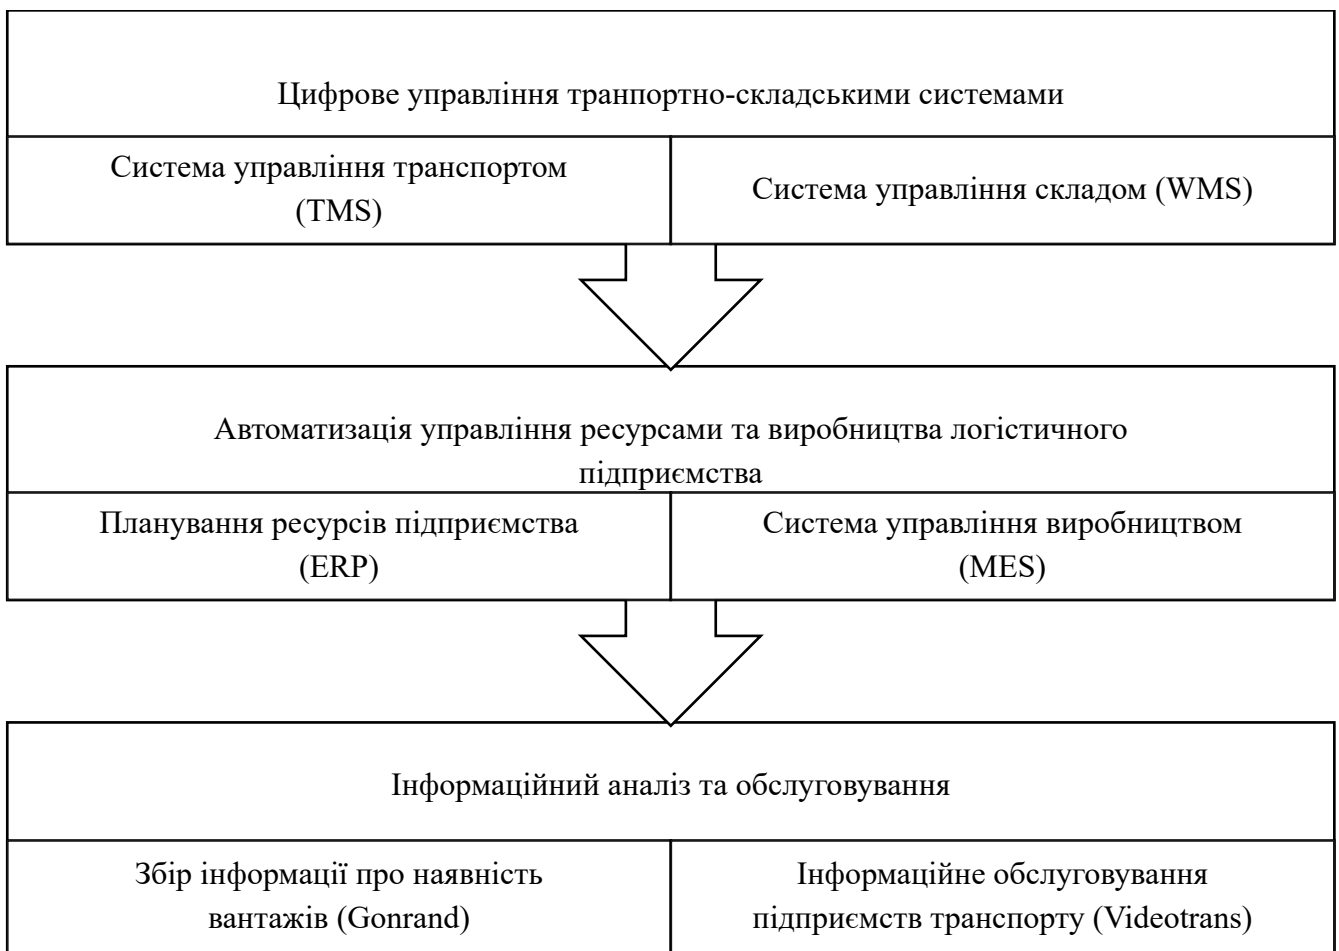 Цифрове управління транпортно-складськими системами
Система управління транспортом
(TMS)
Система управління складом (WMS)
Автоматизація управління ресурсами та виробництва логістичного
підприємства
Планування ресурсів підприємства
(ERP)
Система управління виробництвом
(MES)
Інформаційний аналіз та обслуговування
Збір інформації про наявність
вантажів (Gonrand)
Інформаційне обслуговування
підприємств транспорту (Videotrans)